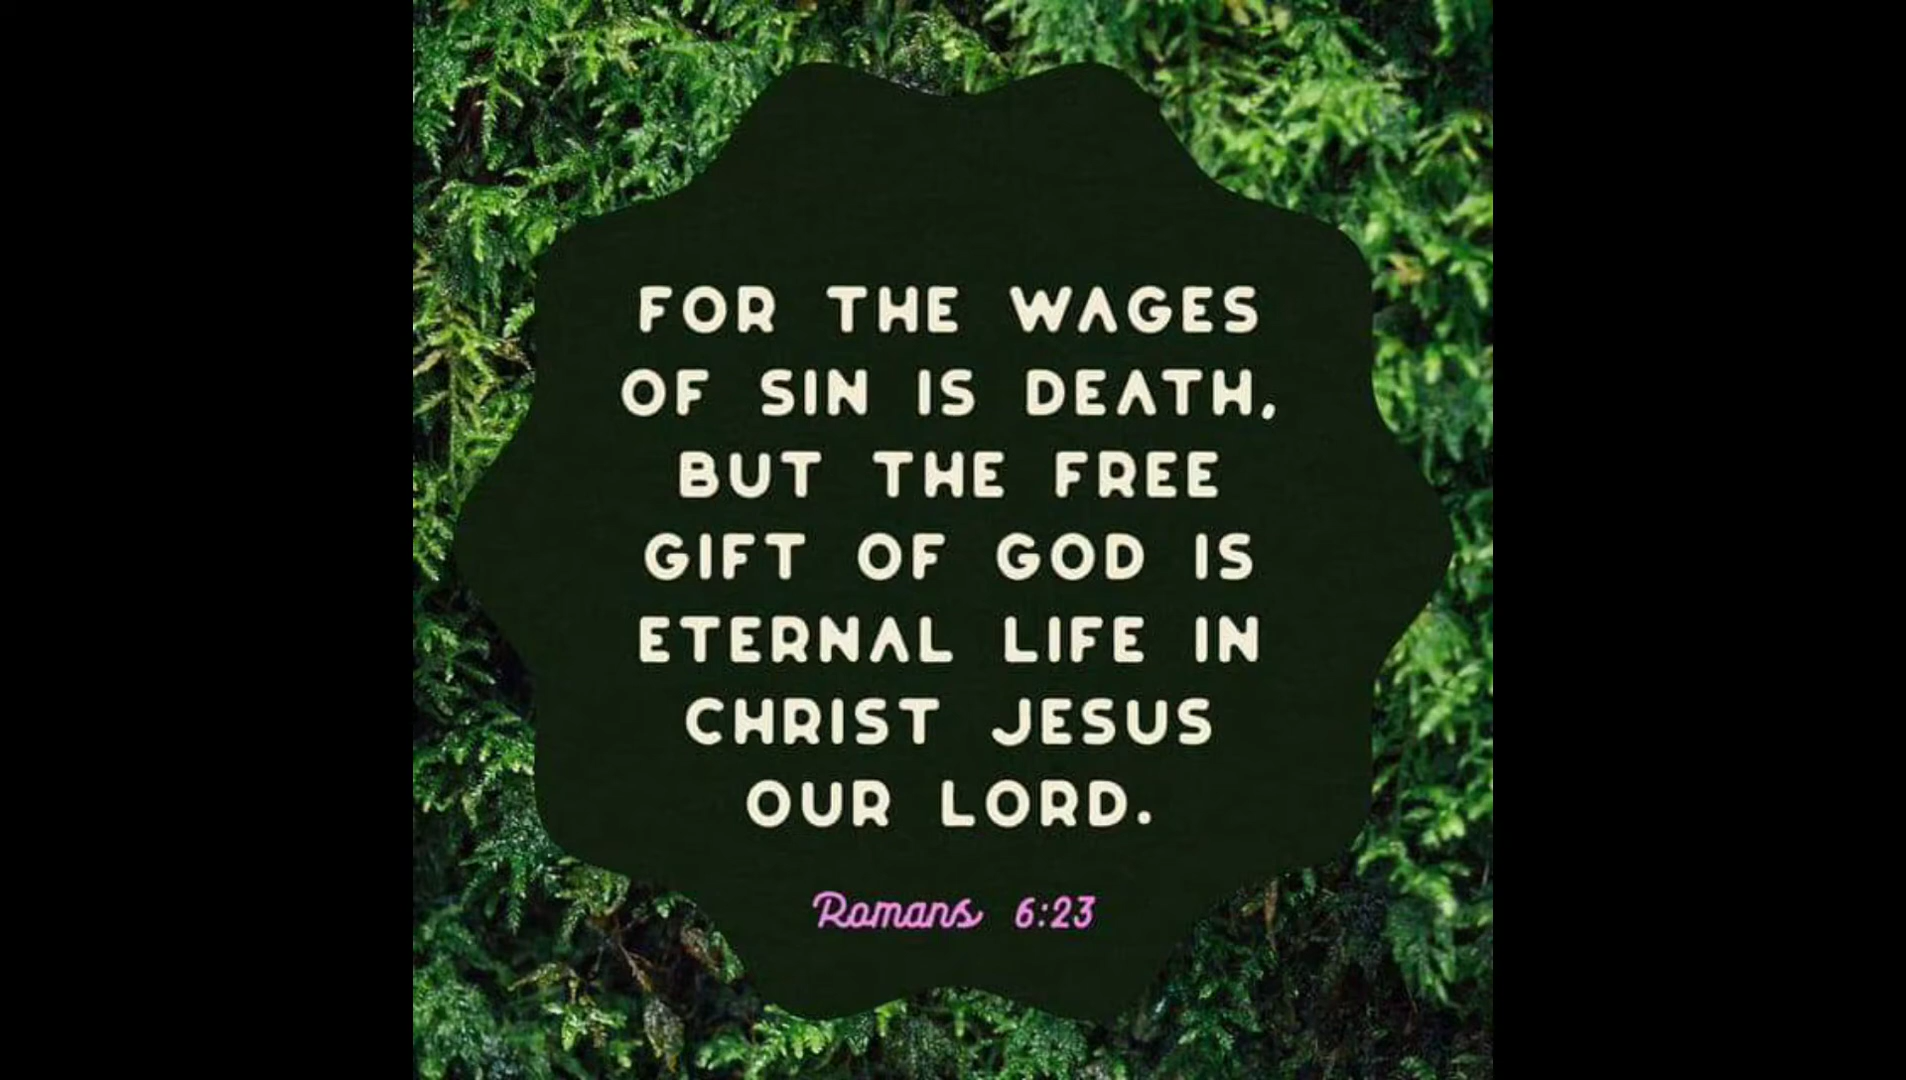 FOR THE WAGES
OF SIN IS DEATH,
BUT THE FREE
GIFT OF GOD IS
ETERNAL LIFE IN
CHRIST JESUS
OUR LORD.
Romans 6:23